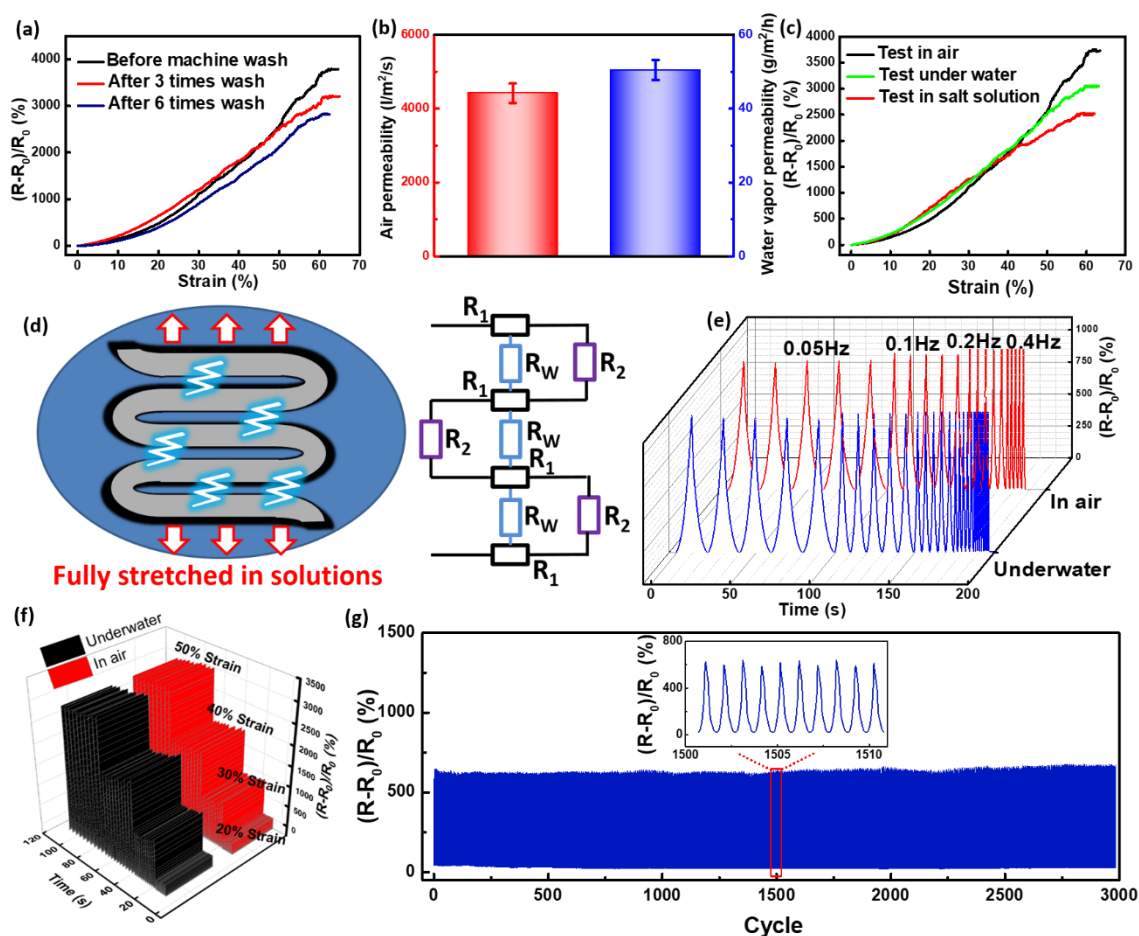 (a)
Before machine wash
After 3 times wash
After 6 times wash
4000
3000
2000
1000
0
(R-R₀)/R₀ (%)
0 10 20 30 40 50 60 70
Strain (%)
(b)
6000
4000
2000
0
Air permeability (l/m²/s)
60
40
20
0
Water vapor permeability (g/m²/h)
(c)
Test in air
Test under water
Test in salt solution
4000
3500
3000
2500
2000
1500
1000
500
0
(R-R₀)/R₀ (%)
0 10 20 30 40 50 60 70
Strain (%)
(d)
Fully stretched in solutions
R₁
R_W
R₂
R₁
R₂
R_W
R₁
R_W
R₂
R₁
(e)
0.05Hz 0.1Hz 0.2Hz 0.4Hz
1000
750
500
250
0
(R-R₀)/R₀ (%)
In air
Underwater
0 50 100 150 200
Time (s)
(f)
Underwater
In air
50% Strain
40% Strain
30% Strain
20% Strain
3500
3000
2500
2000
1500
1000
500
0
(R-R₀)/R₀ (%)
120 100 80 60 40 20 0
Time (s)
(g)
1500
1000
500
0
(R-R₀)/R₀ (%)
800
400
0
(R-R₀)/R₀ (%)
1500 1505 1510
0 500 1000 1500 2000 2500 3000
Cycle